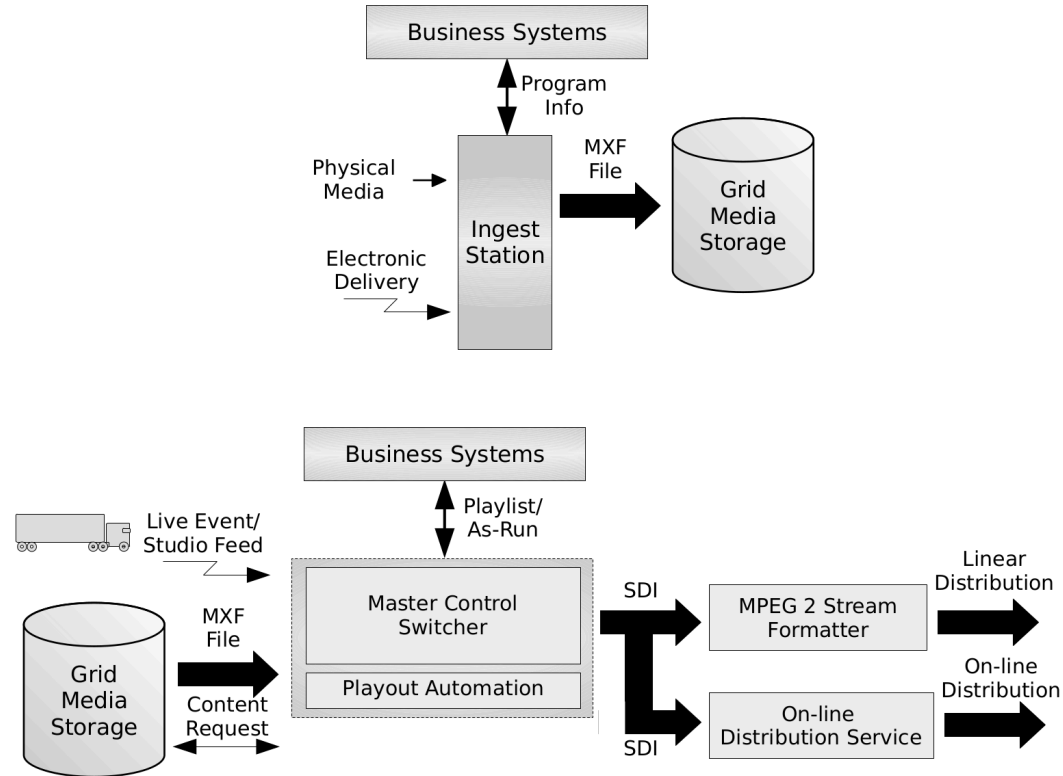 Business Systems
Program
Info
Physical
Media
MXF
File
Ingest
Station
Grid
Media
Storage
Electronic
Delivery
Business Systems
Playlist/
As-Run
Live Event/
Studio Feed
Master Control
Switcher
Playout Automation
MXF
File
Content
Request
Grid
Media
Storage
SDI
SDI
MPEG 2 Stream
Formatter
Linear
Distribution
On-line
Distribution Service
On-line
Distribution